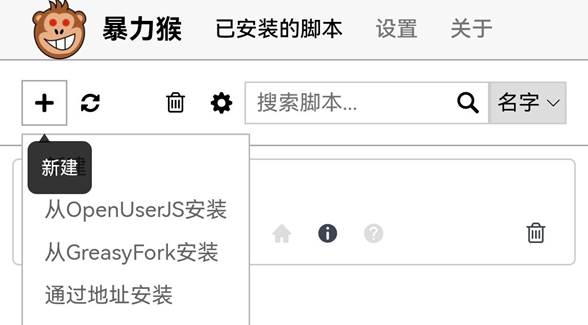 暴力猴 已安装的脚本 设置 关于
搜索脚本... 名字
新建
从OpenUserJS安装
从GreasyFork安装
通过地址安装